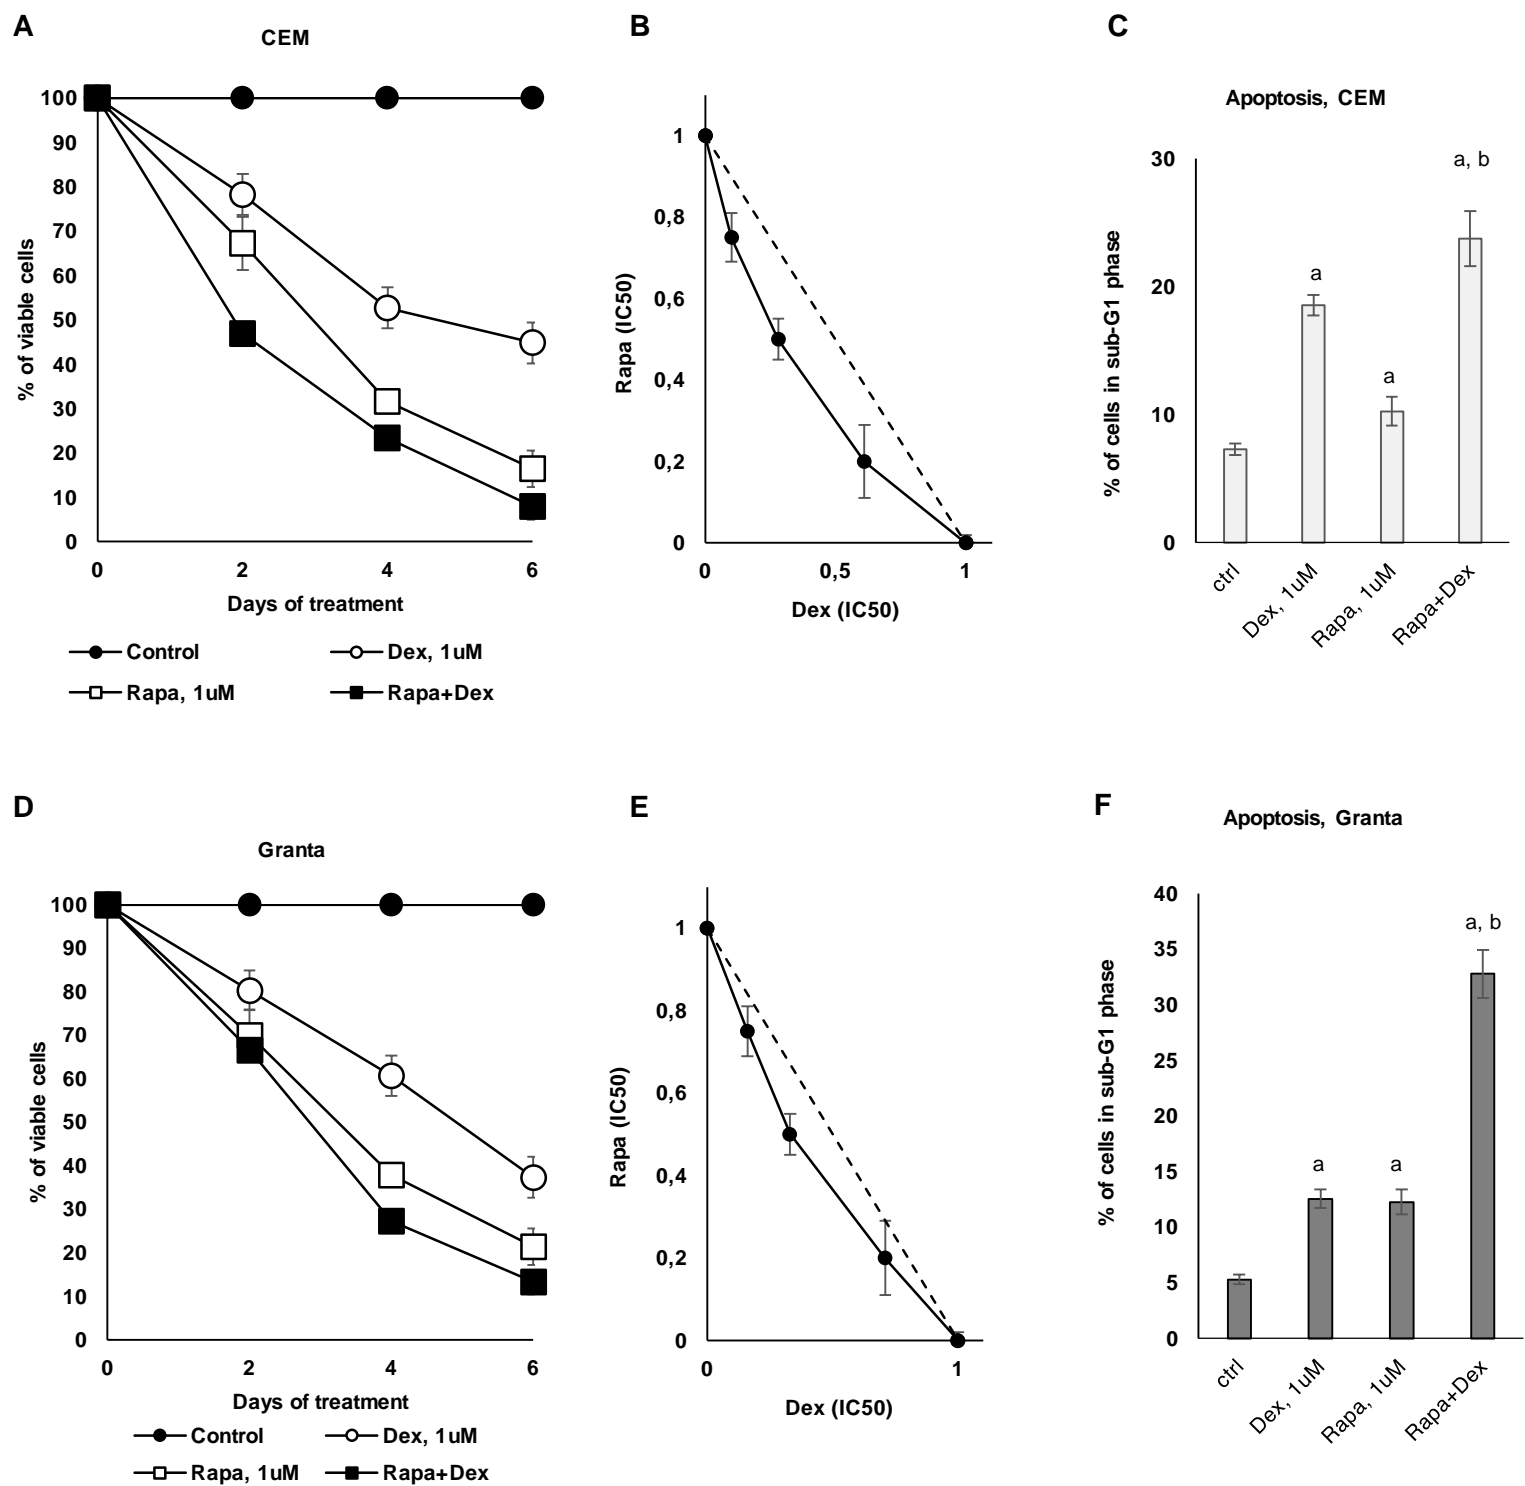 A
CEM
100
90
80
70
60
50
40
30
20
10
0
% of viable cells
0 2 4 6
Days of treatment
Control Dex, 1uM
Rapa, 1uM Rapa+Dex
B
1
0,8
0,6
0,4
0,2
0
Rapa (IC50)
0 0,5 1
Dex (IC50)
C
Apoptosis, CEM
30
20
10
0
% of cells in sub-G1 phase
a
a
a, b
ctrl
Dex, 1uM
Rapa, 1uM
Rapa+Dex
D
Granta
100
90
80
70
60
50
40
30
20
10
0
% of viable cells
0 2 4 6
Days of treatment
Control Dex, 1uM
Rapa, 1uM Rapa+Dex
E
1
0,8
0,6
0,4
0,2
0
Rapa (IC50)
0 1
Dex (IC50)
F
Apoptosis, Granta
40
35
30
25
20
15
10
5
0
% of cells in sub-G1 phase
a
a
a, b
ctrl
Dex, 1uM
Rapa, 1uM
Rapa+Dex